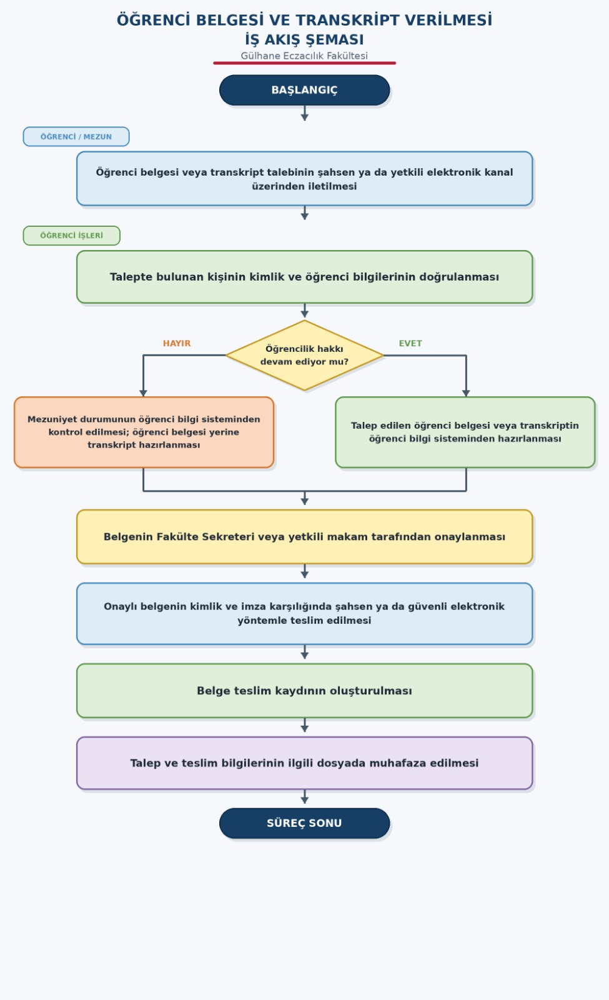 ÖĞRENCİ BELGESİ VE TRANSKRİPT VERİLMESİ
İŞ AKIŞ ŞEMASI
Gülhane Eczacılık Fakültesi
BAŞLANGIÇ
ÖĞRENCİ / MEZUN
Öğrenci belgesi veya transkript talebinin şahsen ya da yetkili elektronik kanal
üzerinden iletilmesi
ÖĞRENCİ İŞLERİ
Talepte bulunan kişinin kimlik ve öğrenci bilgilerinin doğrulanması
Öğrencilik hakkı
devam ediyor mu?
HAYIR
EVET
Mezuniyet durumunun öğrenci bilgi sisteminden
kontrol edilmesi; öğrenci belgesi yerine
transkript hazırlanması
Talep edilen öğrenci belgesi veya transkriptin
öğrenci bilgi sisteminden hazırlanması
Belgenin Fakülte Sekreteri veya yetkili makam tarafından onaylanması
Onaylı belgenin kimlik ve imza karşılığında şahsen ya da güvenli elektronik
yöntemle teslim edilmesi
Belge teslim kaydının oluşturulması
Talep ve teslim bilgilerinin ilgili dosyada muhafaza edilmesi
SÜREÇ SONU